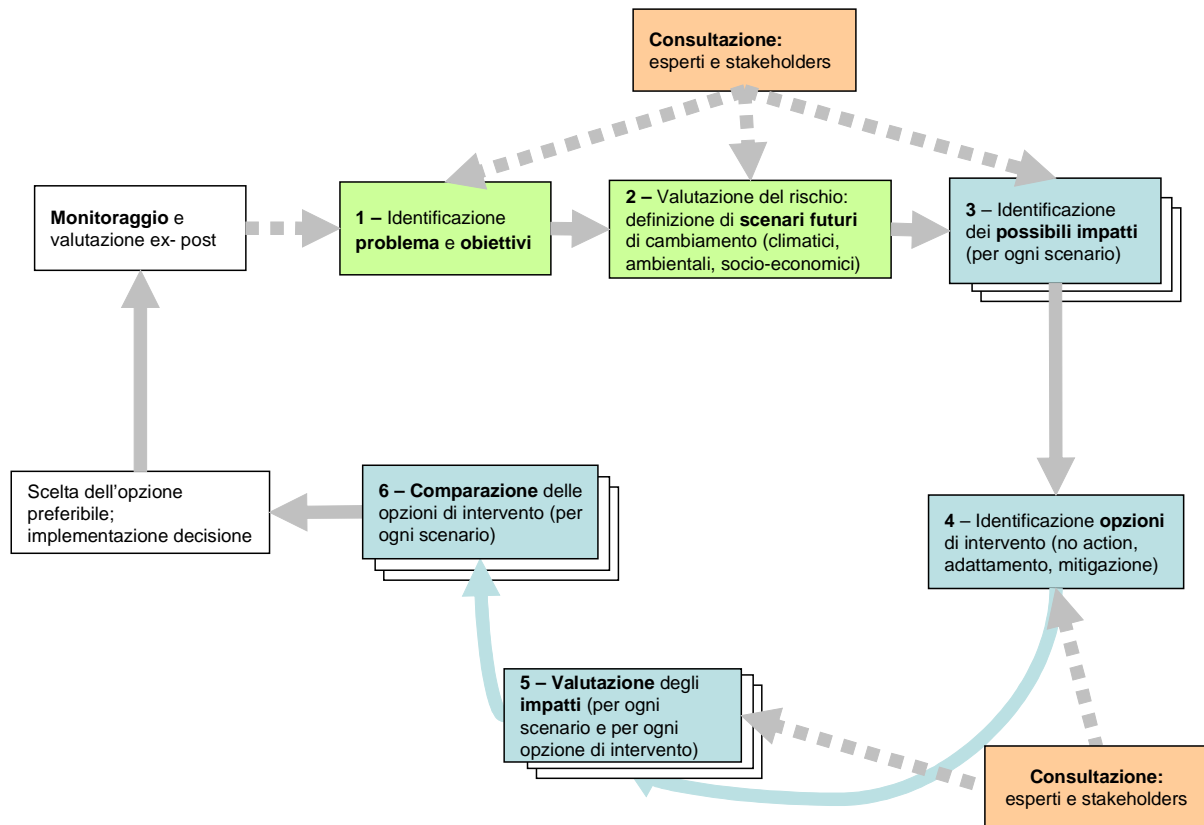 Consultazione:
esperti e stakeholders
Monitoraggio e
valutazione ex- post
1 – Identificazione
problema e obiettivi
2 – Valutazione del rischio:
definizione di scenari futuri
di cambiamento (climatici,
ambientali, socio-economici)
3 – Identificazione
dei possibili impatti
(per ogni scenario)
Scelta dell'opzione
preferibile;
implementazione decisione
6 – Comparazione delle
opzioni di intervento (per
ogni scenario)
4 – Identificazione opzioni
di intervento (no action,
adattamento, mitigazione)
5 – Valutazione degli
impatti (per ogni
scenario e per ogni
opzione di intervento)
Consultazione:
esperti e stakeholders